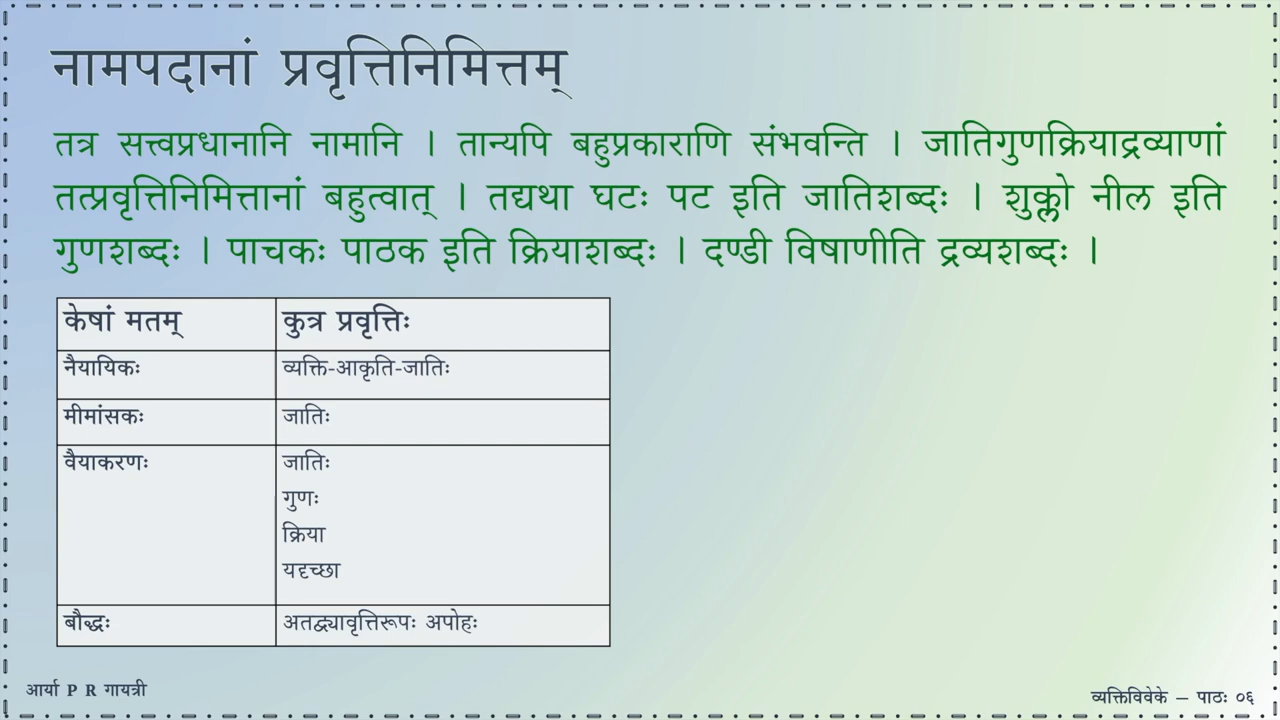 नामपदानां प्रवृत्तिनिमित्तम्
तत्र सत्त्वप्रधानानि नामानि । तान्यपि बहुप्रकाराणि संभवन्ति । जातिगुणक्रियाद्रव्याणां
तत्प्रवृत्तिनिमित्तानां बहुत्वात् । तद्यथा घटः पट इति जातिशब्दः । शुक्लो नील इति
गुणशब्दः । पाचकः पाठक इति क्रियाशब्दः । दण्डी विषाणीति द्रव्यशब्दः ।
केषां मतम् कुत्र प्रवृत्तिः
नैयायिकः व्यक्ति-आकृति-जातिः
मीमांसकः जातिः
वैयाकरणः जातिः
गुणः
क्रिया
यदृच्छा
बौद्धः अतद्व्यावृत्तिरूपः अपोहः
आर्या P R गायत्री
व्यक्तिविवेके – पाठः ०६